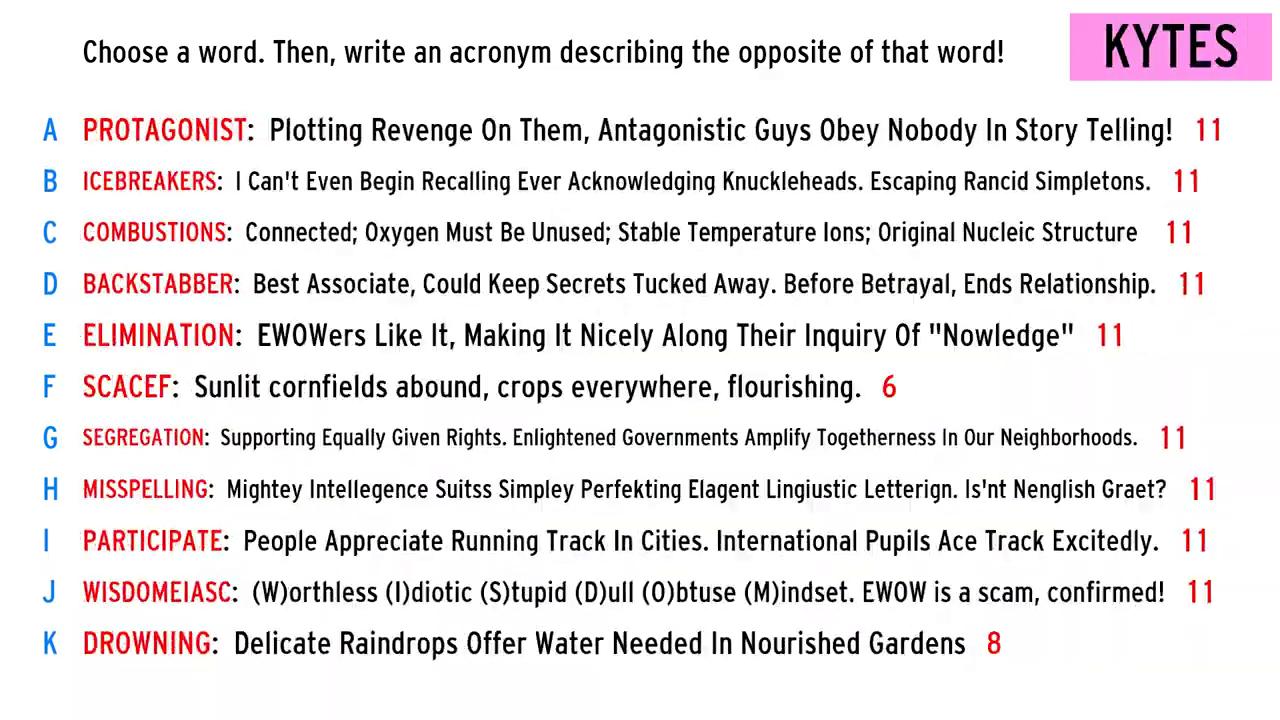 Choose a word. Then, write an acronym describing the opposite of that word!
KYTES
A PROTAGONIST: Plotting Revenge On Them, Antagonistic Guys Obey Nobody In Story Telling! 11
B ICEBREAKERS: I Can't Even Begin Recalling Ever Acknowledging Knuckleheads. Escaping Rancid Simpletons. 11
C COMBUSTIONS: Connected; Oxygen Must Be Unused; Stable Temperature Ions; Original Nucleic Structure 11
D BACKSTABBER: Best Associate, Could Keep Secrets Tucked Away. Before Betrayal, Ends Relationship. 11
E ELIMINATION: EWOWers Like It, Making It Nicely Along Their Inquiry Of "Nowledge" 11
F SCACEF: Sunlit cornfields abound, crops everywhere, flourishing. 6
G SEGREGATION: Supporting Equally Given Rights. Enlightened Governments Amplify Togetherness In Our Neighborhoods. 11
H MISSPELLING: Mightey Intellegence Suitss Simpley Perfekting Elagent Lingiustic Letterign. Is'nt Nenglish Graet? 11
I PARTICIPATE: People Appreciate Running Track In Cities. International Pupils Ace Track Excitedly. 11
J WISDOMEIASC: (W)orthless (I)diotic (S)tupid (D)ull (O)btuse (M)indset. EWOW is a scam, confirmed! 11
K DROWNING: Delicate Raindrops Offer Water Needed In Nourished Gardens 8